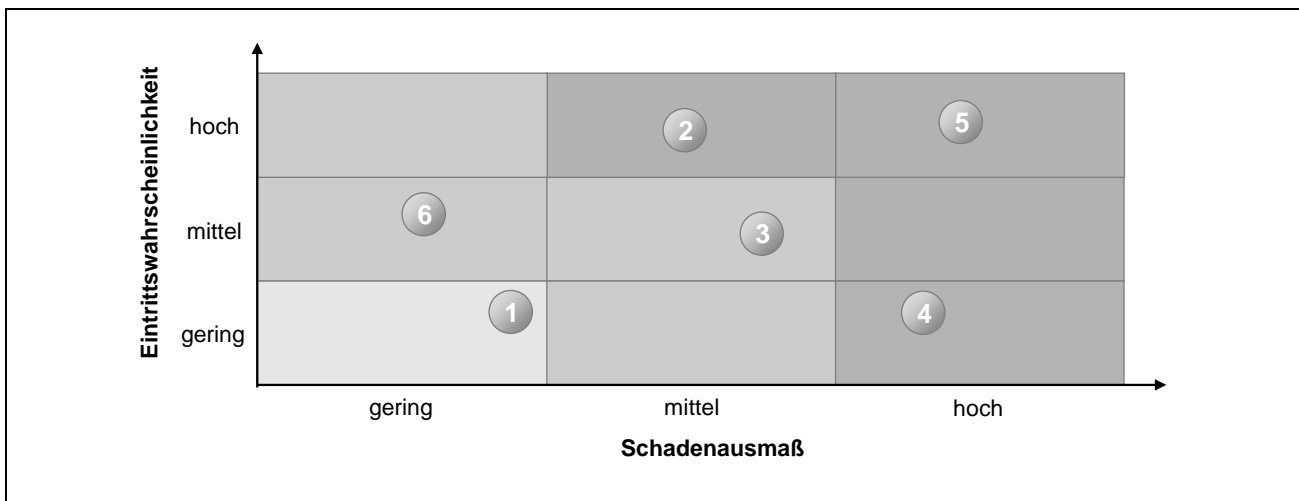 Eintrittswahrscheinlichkeit
hoch
2
5
mittel
6
3
gering
1
4
gering
mittel
hoch
Schadenausmaß